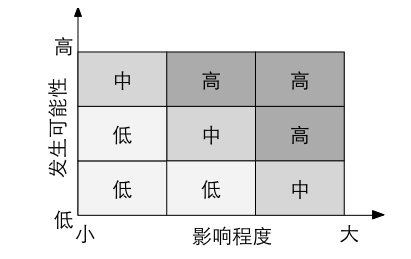 高
中 高 高
发生可能性
低 中 高
低 低 中
低
小 影响程度 大